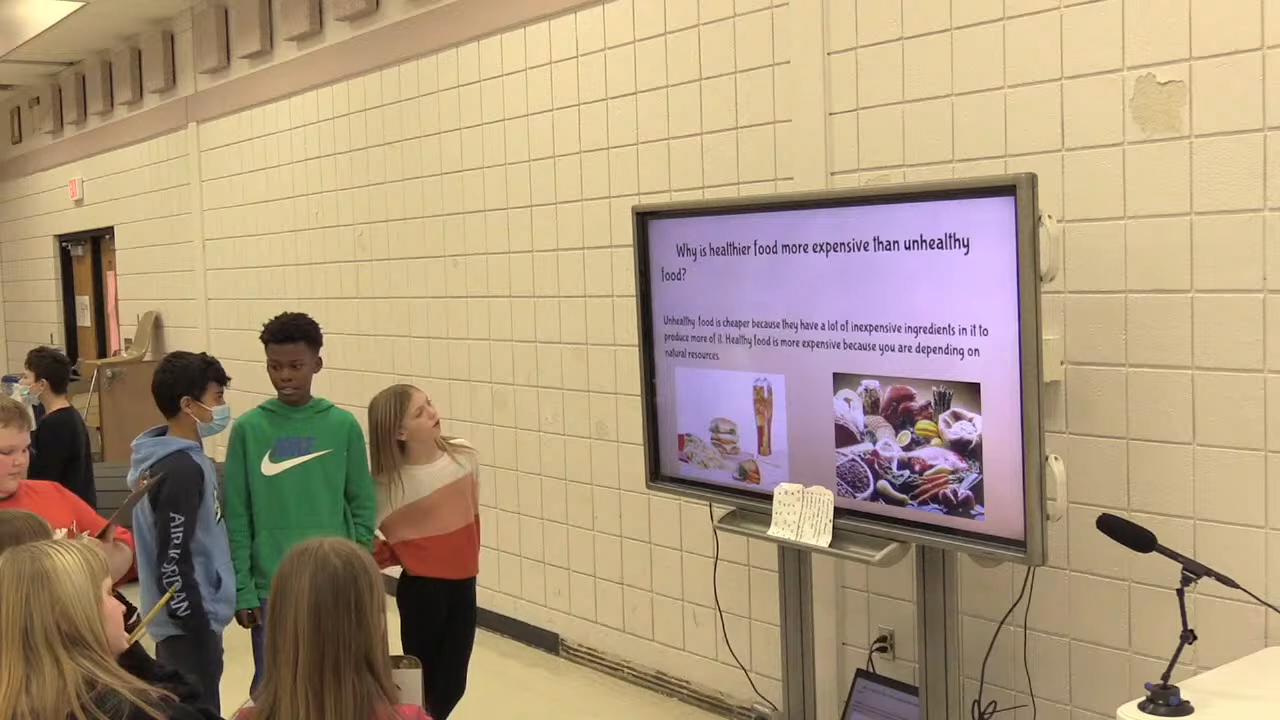 Why is healthier food more expensive than unhealthy
food?
Unhealthy food is cheaper because they have a lot of inexpensive ingredients in it to
produce more of it. Healthy food is more expensive because you are depending on
natural resources.
NIKE
AIR JORDAN